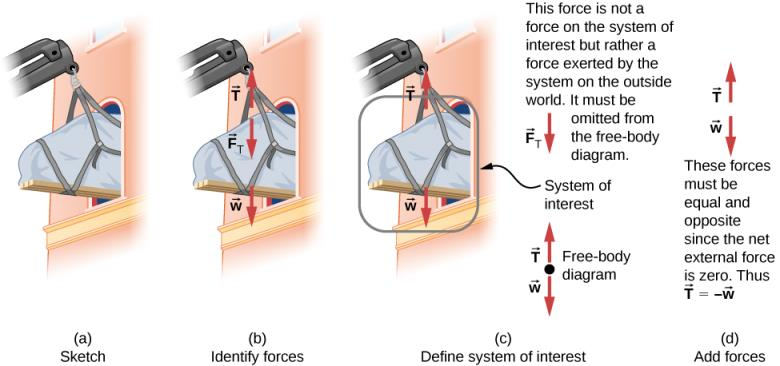 T
w
(a)
Sketch
T
F_T
w
(b)
Identify forces
T
w
This force is not a
force on the system of
interest but rather a
force exerted by the
system on the outside
world. It must be
omitted from
the free-body
diagram.
F_T
System of
interest
T
w
Free-body
diagram
(c)
Define system of interest
T
w
These forces
must be
equal and
opposite
since the net
external force
is zero. Thus
T = –w
(d)
Add forces